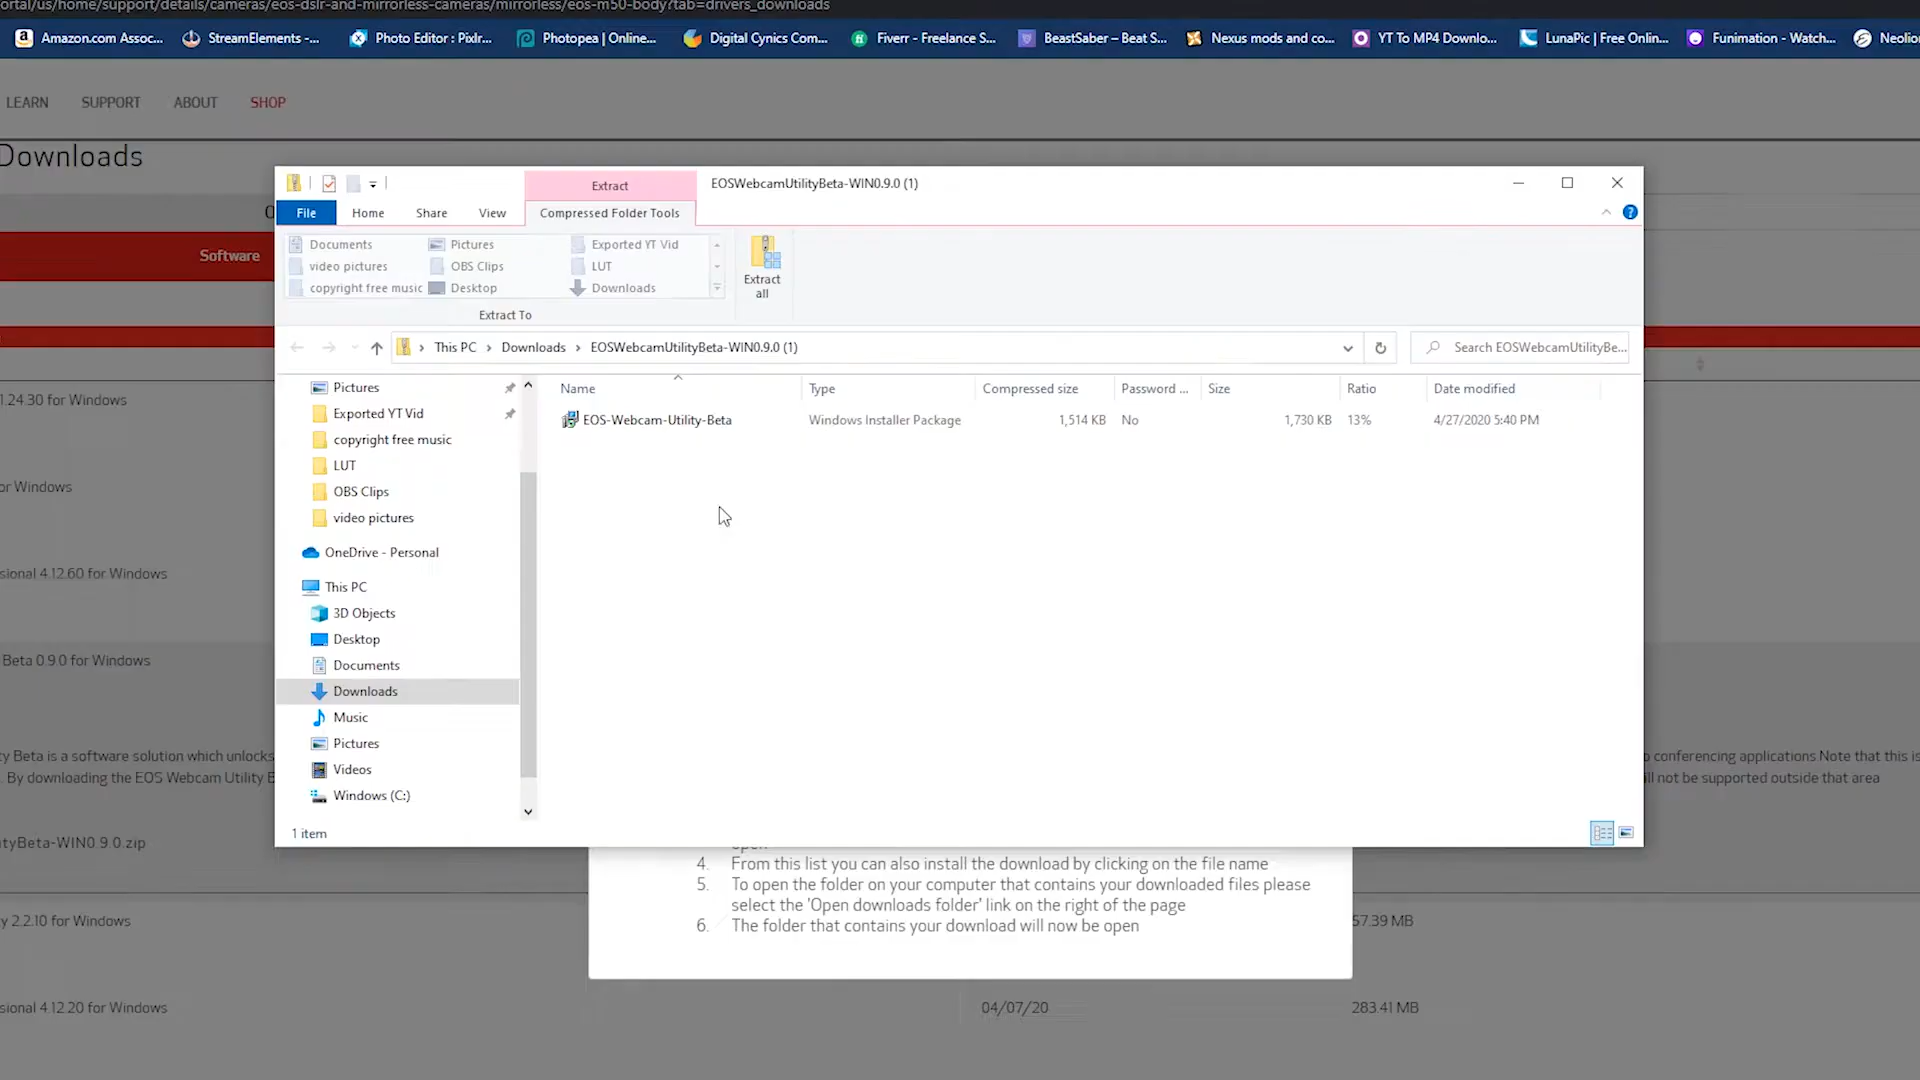 ortal/us/home/support/details/cameras/eos-dslr-and-mirrorless-cameras/mirrorless/eos-m50-body?tab=drivers_downloads
Amazon.com Assoc... StreamElements -... Photo Editor : Pixlr... Photopea | Online... Digital Cynics Com... Fiverr - Freelance S... BeastSaber – Beat S... Nexus mods and co... YT To MP4 Downlo... LunaPic | Free Onlin... Funimation - Watch... Neolion
LEARN SUPPORT ABOUT SHOP
Downloads
Extract EOSWebcamUtilityBeta-WIN0.9.0 (1)
File Home Share View Compressed Folder Tools
Documents Pictures Exported YT Vid
video pictures OBS Clips LUT
copyright free music Desktop Downloads
Extract all
Extract To
Software
This PC › Downloads › EOSWebcamUtilityBeta-WIN0.9.0 (1)
Search EOSWebcamUtilityBe...
Name Type Compressed size Password ... Size Ratio Date modified
EOS-Webcam-Utility-Beta Windows Installer Package 1,514 KB No 1,730 KB 13% 4/27/2020 5:40 PM
Pictures
Exported YT Vid
copyright free music
LUT
OBS Clips
video pictures
OneDrive - Personal
This PC
3D Objects
Desktop
Documents
Downloads
Music
Pictures
Videos
Windows (C:)
1 item
1.24.30 for Windows
or Windows
sional 4.12.60 for Windows
Beta 0.9.0 for Windows
ty Beta is a software solution which unlocks
o conferencing applications Note that this is
. By downloading the EOS Webcam Utility B
ll not be supported outside that area
tyBeta-WIN0.9.0.zip
open
4. From this list you can also install the download by clicking on the file name
5. To open the folder on your computer that contains your downloaded files please
select the 'Open downloads folder' link on the right of the page
6. The folder that contains your download will now be open
y 2.2.10 for Windows 57.39 MB
sional 4.12.20 for Windows 04/07/20 283.41 MB